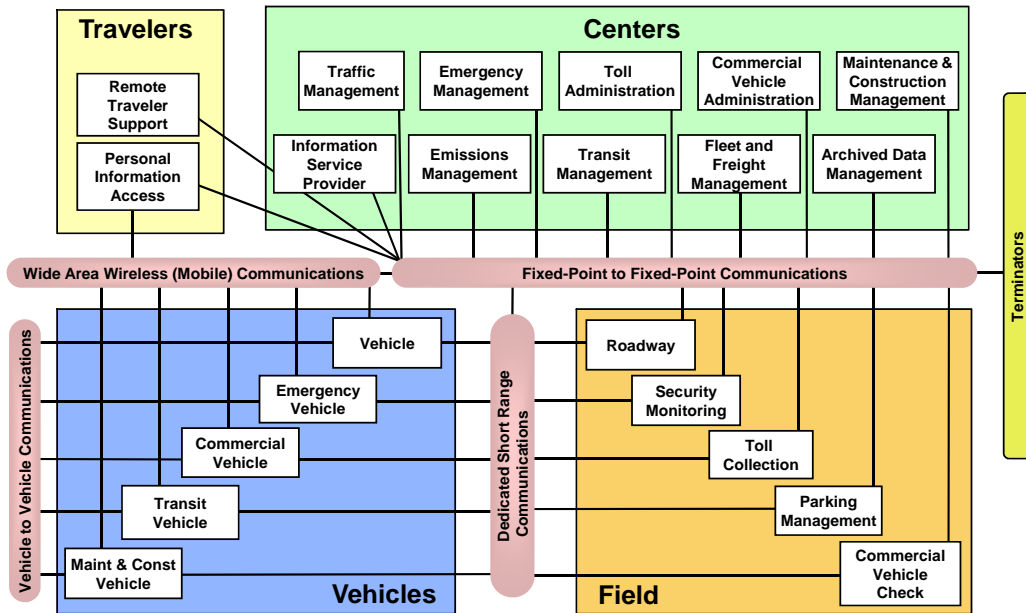 Travelers
Remote
Traveler
Support
Personal
Information
Access
Centers
Traffic
Management
Emergency
Management
Toll
Administration
Commercial
Vehicle
Administration
Maintenance &
Construction
Management
Information
Service
Provider
Emissions
Management
Transit
Management
Fleet and
Freight
Management
Archived Data
Management
Terminators
Wide Area Wireless (Mobile) Communications
Fixed-Point to Fixed-Point Communications
Vehicle to Vehicle Communications
Vehicle
Emergency
Vehicle
Commercial
Vehicle
Transit
Vehicle
Maint & Const
Vehicle
Vehicles
Dedicated Short Range
Communications
Roadway
Security
Monitoring
Toll
Collection
Parking
Management
Commercial
Vehicle
Check
Field